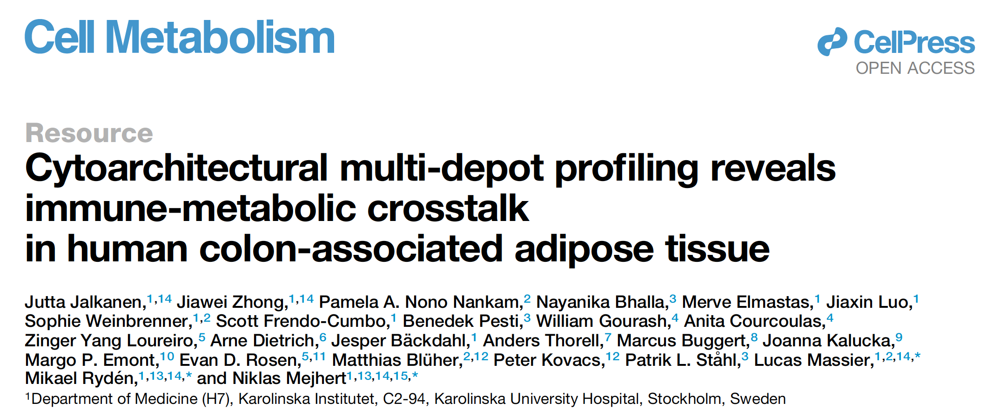 Cell Metabolism
CellPress
OPEN ACCESS
Resource
Cytoarchitectural multi-depot profiling reveals
immune-metabolic crosstalk
in human colon-associated adipose tissue
Jutta Jalkanen,1,14 Jiawei Zhong,1,14 Pamela A. Nono Nankam,2 Nayanika Bhalla,3 Merve Elmastas,1 Jiaxin Luo,1
Sophie Weinbrenner,1,2 Scott Frendo-Cumbo,1 Benedek Pesti,3 William Gourash,4 Anita Courcoulas,4
Zinger Yang Loureiro,5 Arne Dietrich,6 Jesper Bäckdahl,1 Anders Thorell,7 Marcus Buggert,8 Joanna Kalucka,9
Margo P. Emont,10 Evan D. Rosen,5,11 Matthias Blüher,2,12 Peter Kovacs,12 Patrik L. Ståhl,3 Lucas Massier,1,2,14,*
Mikael Rydén,1,13,14,* and Niklas Mejhert1,13,14,15,*
1Department of Medicine (H7), Karolinska Institutet, C2-94, Karolinska University Hospital, Stockholm, Sweden